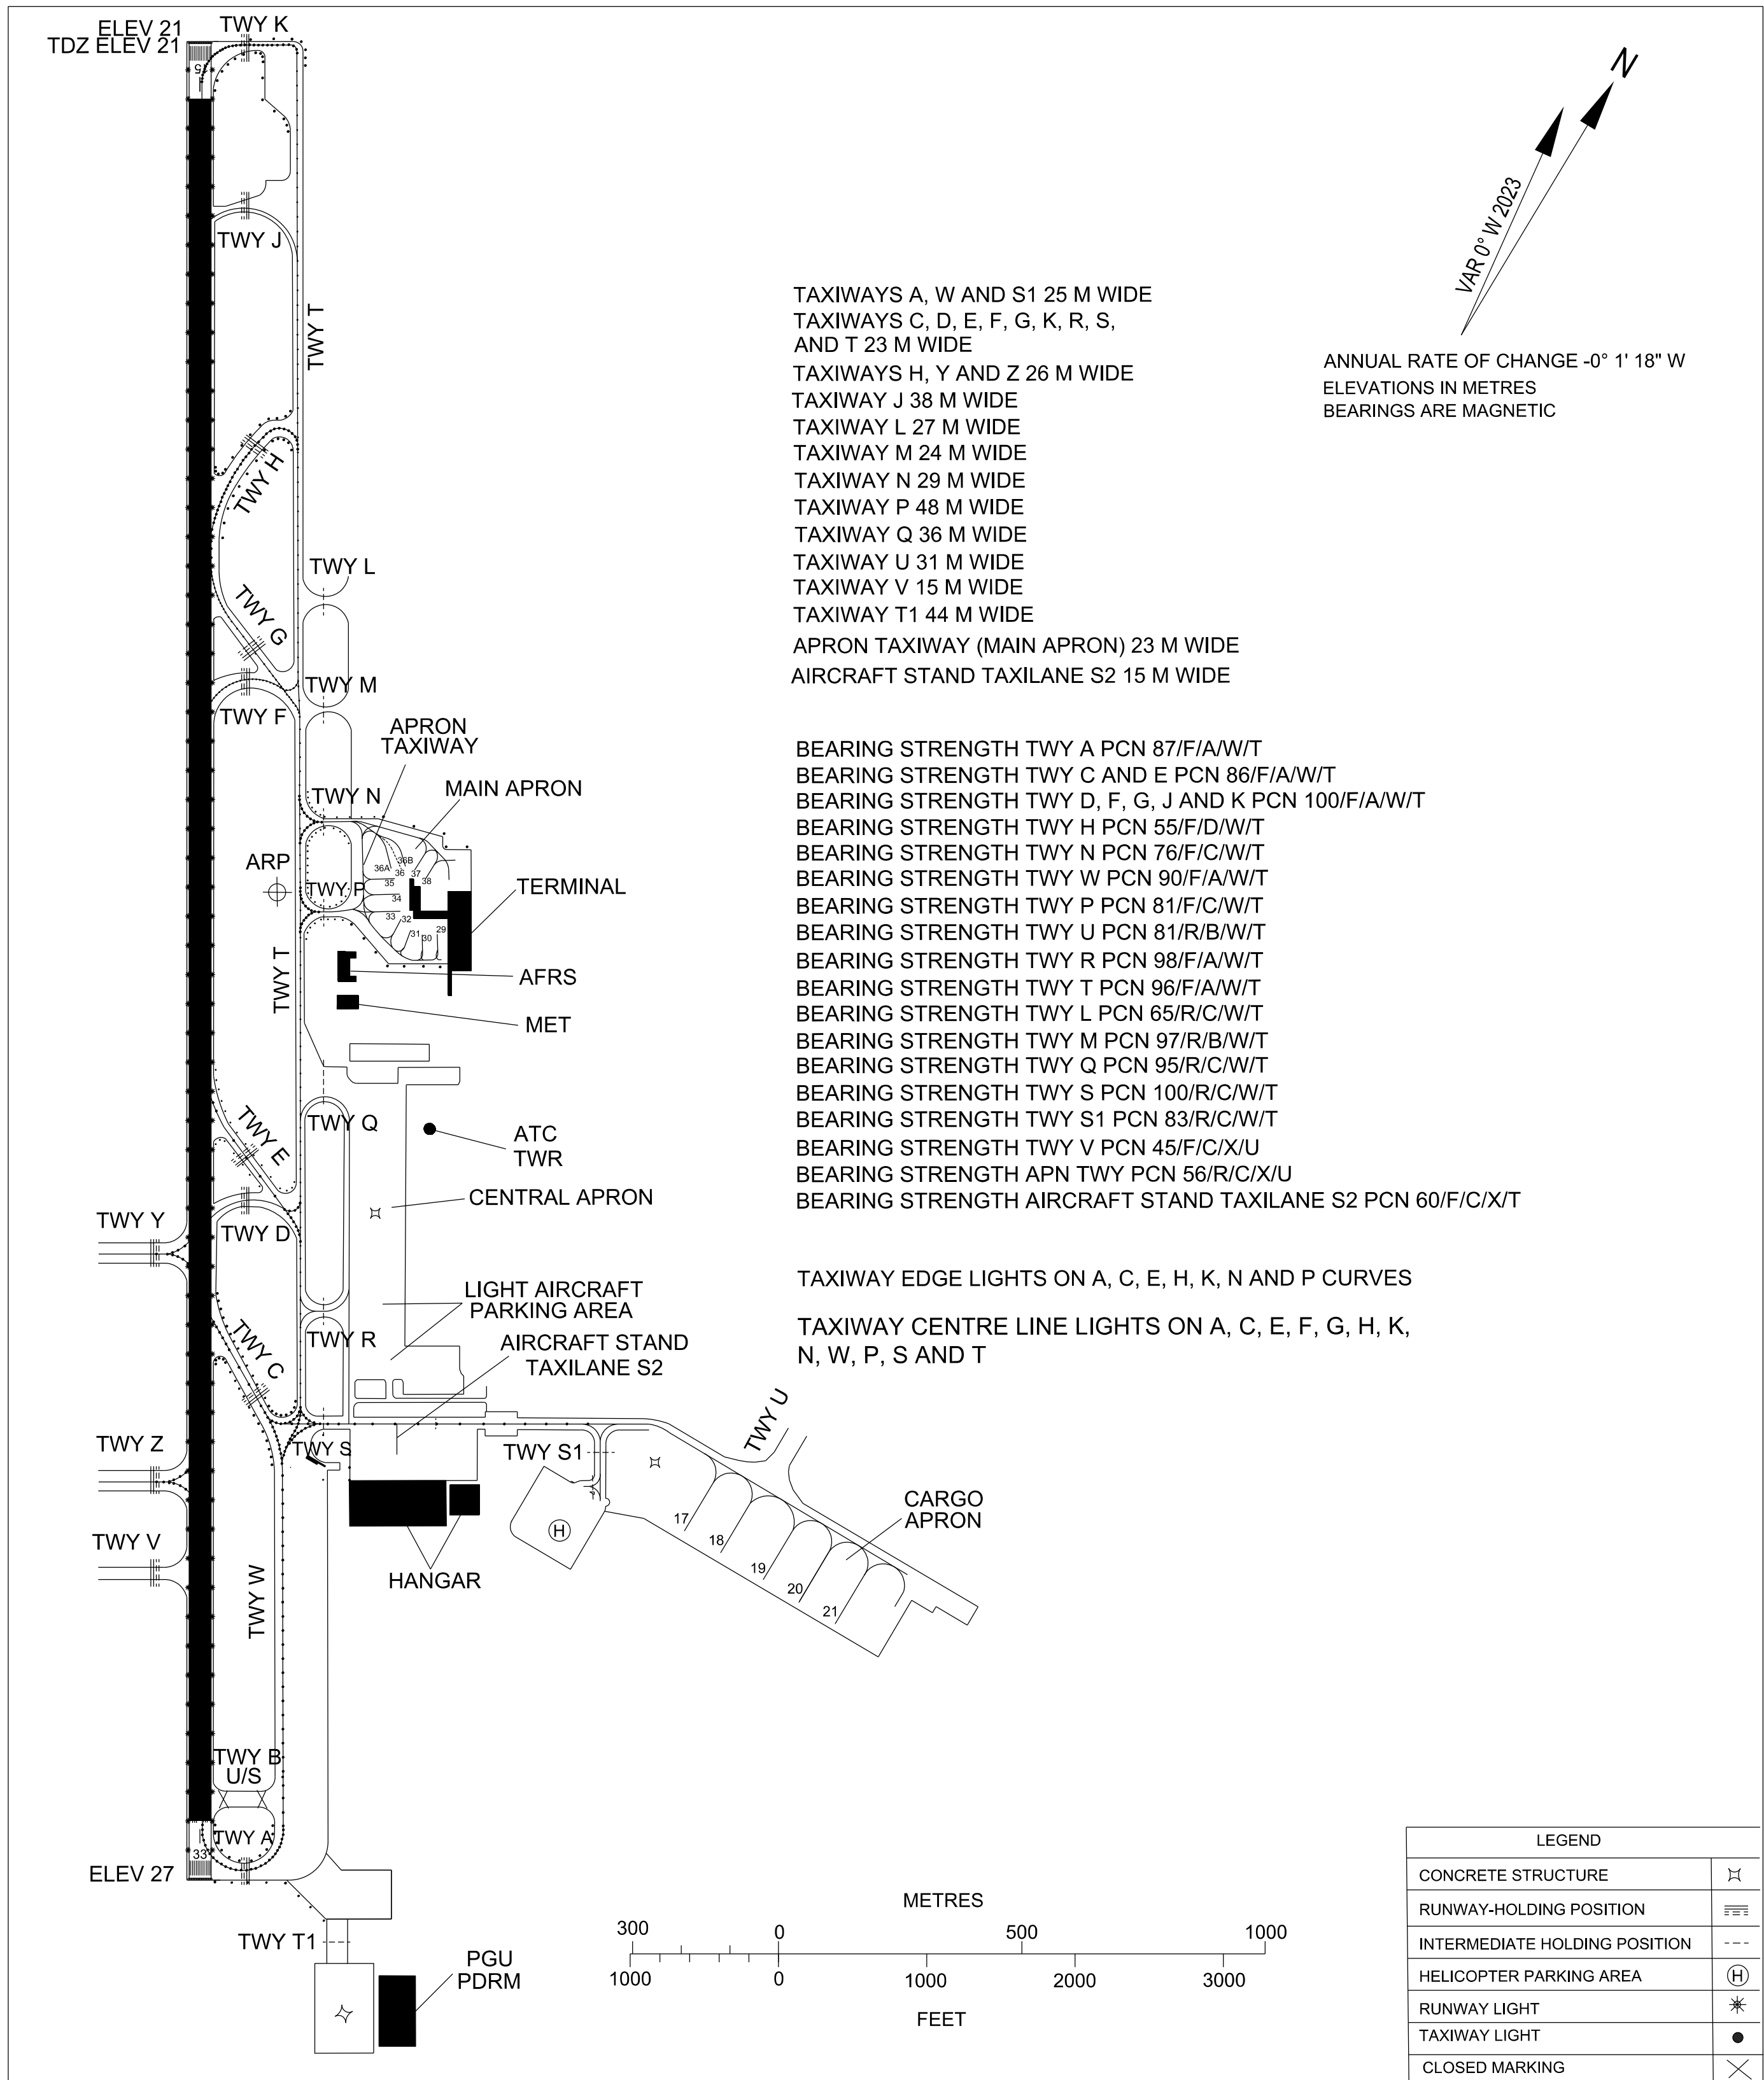 ELEV 21
TDZ ELEV 21
TWY K
15
N
VAR 0° W 2023
ANNUAL RATE OF CHANGE -0° 1' 18" W
ELEVATIONS IN METRES
BEARINGS ARE MAGNETIC
TWY J
TWY T
TWY H
TWY L
TWY G
TWY M
TWY F
APRON
TAXIWAY
MAIN APRON
TWY N
ARP
TWY P
36A
36B
36
37
38
35
34
33
32
31
30
29
TERMINAL
AFRS
MET
TWY T
TWY Q
TWY E
ATC
TWR
CENTRAL APRON
TWY Y
TWY D
LIGHT AIRCRAFT
PARKING AREA
TWY C
TWY R
AIRCRAFT STAND
TAXILANE S2
TWY Z
TWY S
TWY S1
TWY U
H
17
18
19
20
21
CARGO
APRON
TWY V
HANGAR
TWY W
TWY B
U/S
TWY A
33
ELEV 27
TWY T1
PGU
PDRM
TAXIWAYS A, W AND S1 25 M WIDE
TAXIWAYS C, D, E, F, G, K, R, S,
AND T 23 M WIDE
TAXIWAYS H, Y AND Z 26 M WIDE
TAXIWAY J 38 M WIDE
TAXIWAY L 27 M WIDE
TAXIWAY M 24 M WIDE
TAXIWAY N 29 M WIDE
TAXIWAY P 48 M WIDE
TAXIWAY Q 36 M WIDE
TAXIWAY U 31 M WIDE
TAXIWAY V 15 M WIDE
TAXIWAY T1 44 M WIDE
APRON TAXIWAY (MAIN APRON) 23 M WIDE
AIRCRAFT STAND TAXILANE S2 15 M WIDE
BEARING STRENGTH TWY A PCN 87/F/A/W/T
BEARING STRENGTH TWY C AND E PCN 86/F/A/W/T
BEARING STRENGTH TWY D, F, G, J AND K PCN 100/F/A/W/T
BEARING STRENGTH TWY H PCN 55/F/D/W/T
BEARING STRENGTH TWY N PCN 76/F/C/W/T
BEARING STRENGTH TWY W PCN 90/F/A/W/T
BEARING STRENGTH TWY P PCN 81/F/C/W/T
BEARING STRENGTH TWY U PCN 81/R/B/W/T
BEARING STRENGTH TWY R PCN 98/F/A/W/T
BEARING STRENGTH TWY T PCN 96/F/A/W/T
BEARING STRENGTH TWY L PCN 65/R/C/W/T
BEARING STRENGTH TWY M PCN 97/R/B/W/T
BEARING STRENGTH TWY Q PCN 95/R/C/W/T
BEARING STRENGTH TWY S PCN 100/R/C/W/T
BEARING STRENGTH TWY S1 PCN 83/R/C/W/T
BEARING STRENGTH TWY V PCN 45/F/C/X/U
BEARING STRENGTH APN TWY PCN 56/R/C/X/U
BEARING STRENGTH AIRCRAFT STAND TAXILANE S2 PCN 60/F/C/X/T
TAXIWAY EDGE LIGHTS ON A, C, E, H, K, N AND P CURVES
TAXIWAY CENTRE LINE LIGHTS ON A, C, E, F, G, H, K,
N, W, P, S AND T
METRES
300 0 500 1000
1000 0 1000 2000 3000
FEET
LEGEND
CONCRETE STRUCTURE
RUNWAY-HOLDING POSITION
INTERMEDIATE HOLDING POSITION
HELICOPTER PARKING AREA H
RUNWAY LIGHT
TAXIWAY LIGHT
CLOSED MARKING